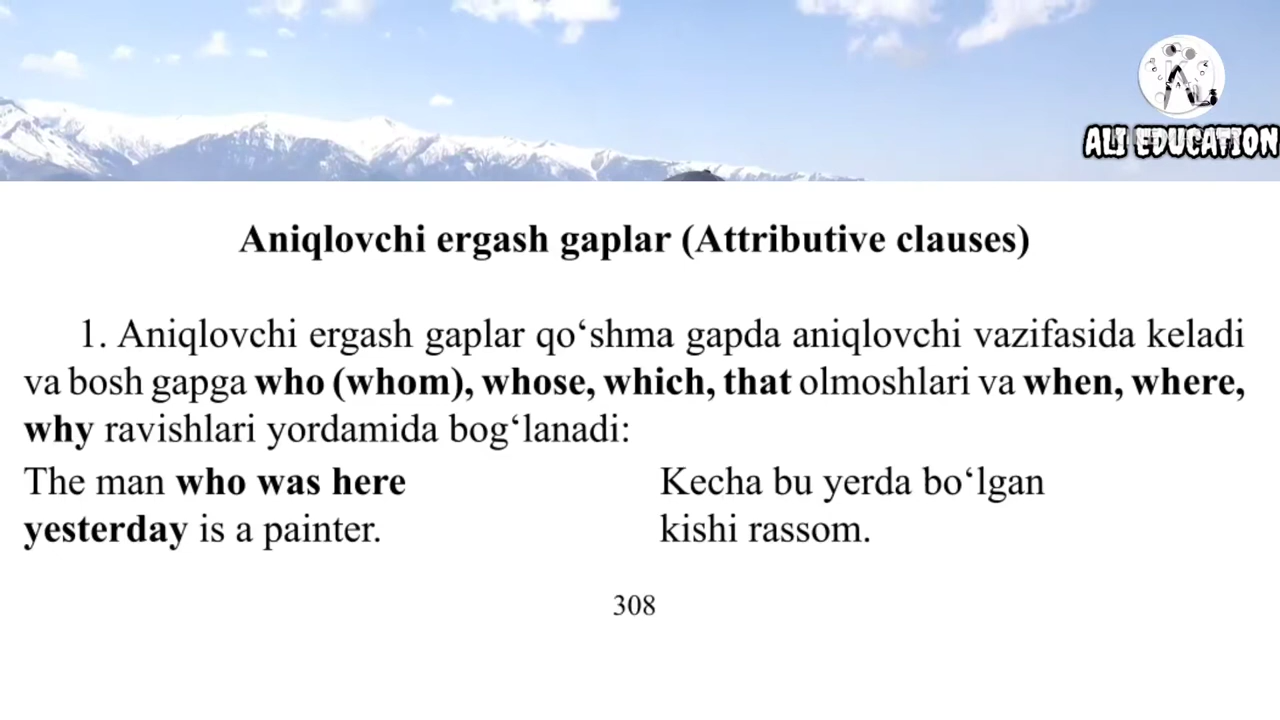 ALI EDUCATION
Aniqlovchi ergash gaplar (Attributive clauses)
1. Aniqlovchi ergash gaplar qo‘shma gapda aniqlovchi vazifasida keladi
va bosh gapga who (whom), whose, which, that olmoshlari va when, where,
why ravishlari yordamida bog‘lanadi:
The man who was here
yesterday is a painter.
Kecha bu yerda bo‘lgan
kishi rassom.
308